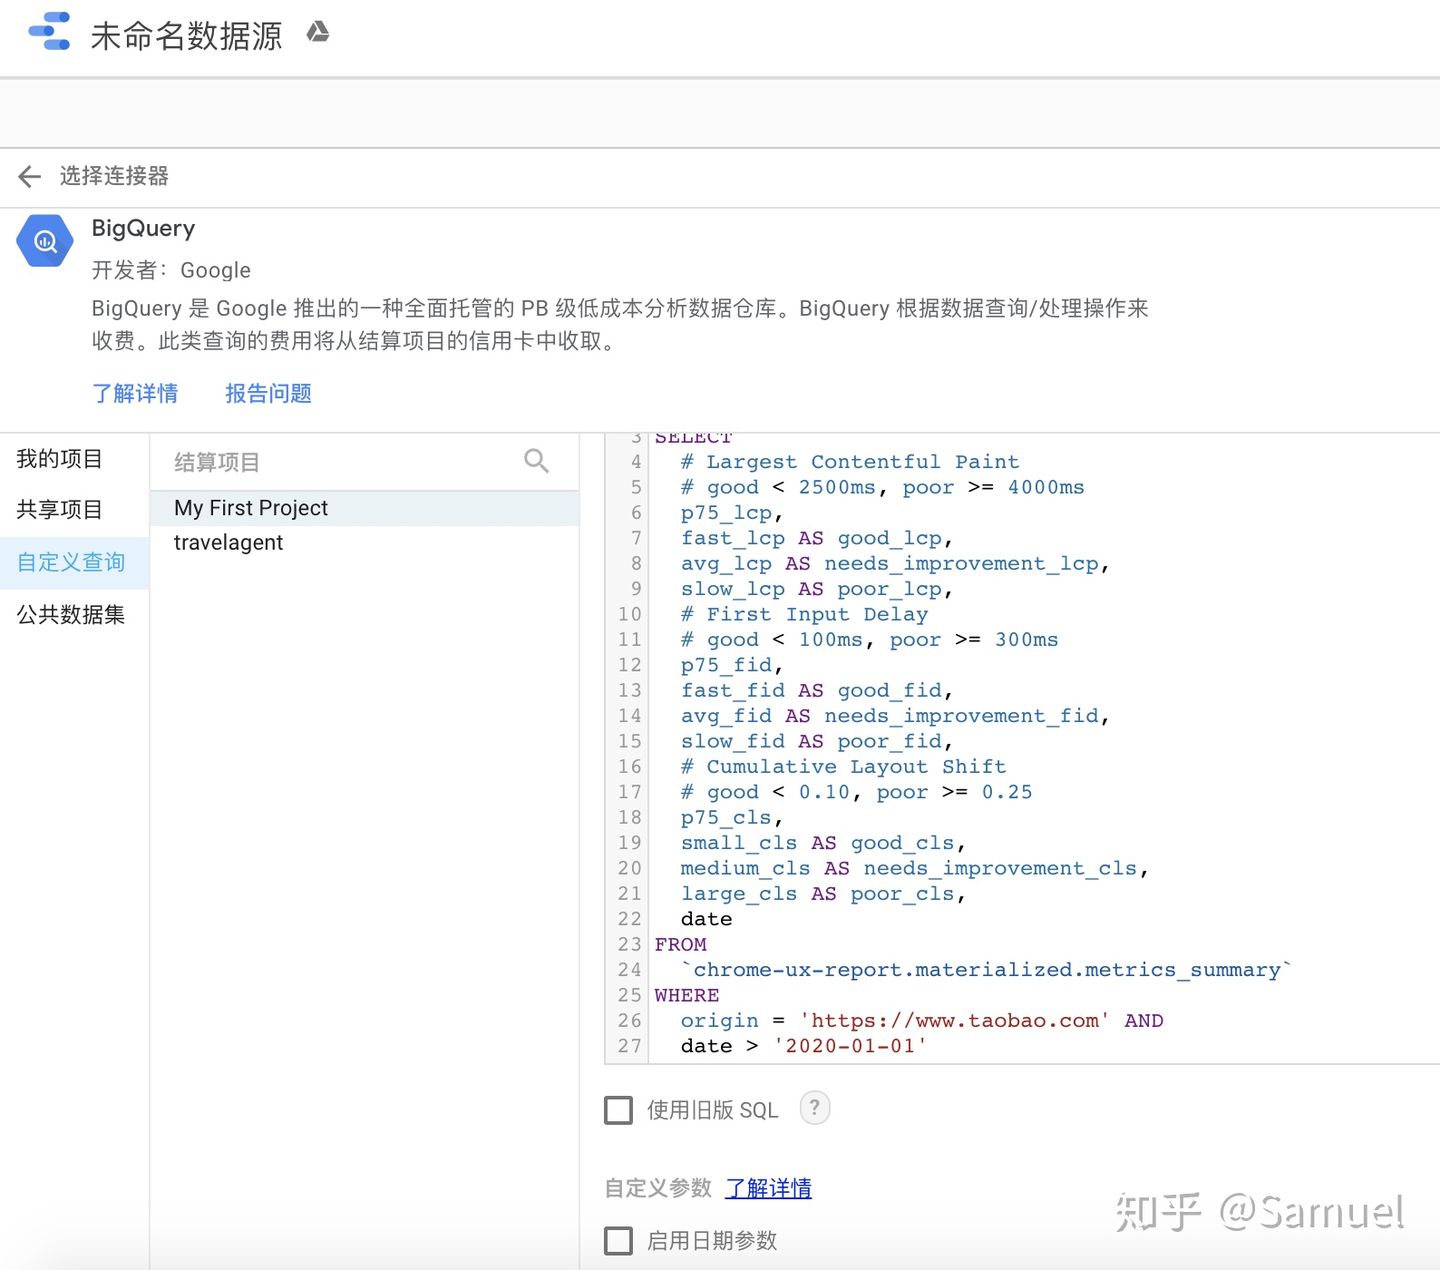 未命名数据源
选择连接器
BigQuery
开发者：Google
BigQuery 是 Google 推出的一种全面托管的 PB 级低成本分析数据仓库。BigQuery 根据数据查询/处理操作来
收费。此类查询的费用将从结算项目的信用卡中收取。
了解详情 报告问题
我的项目
共享项目
自定义查询
公共数据集
结算项目
My First Project
travelagent
3 SELECT
4 # Largest Contentful Paint
5 # good < 2500ms, poor >= 4000ms
6 p75_lcp,
7 fast_lcp AS good_lcp,
8 avg_lcp AS needs_improvement_lcp,
9 slow_lcp AS poor_lcp,
10 # First Input Delay
11 # good < 100ms, poor >= 300ms
12 p75_fid,
13 fast_fid AS good_fid,
14 avg_fid AS needs_improvement_fid,
15 slow_fid AS poor_fid,
16 # Cumulative Layout Shift
17 # good < 0.10, poor >= 0.25
18 p75_cls,
19 small_cls AS good_cls,
20 medium_cls AS needs_improvement_cls,
21 large_cls AS poor_cls,
22 date
23 FROM
24 `chrome-ux-report.materialized.metrics_summary`
25 WHERE
26 origin = 'https://www.taobao.com' AND
27 date > '2020-01-01'
使用旧版 SQL ?
自定义参数 了解详情
启用日期参数
知乎 @Samuel